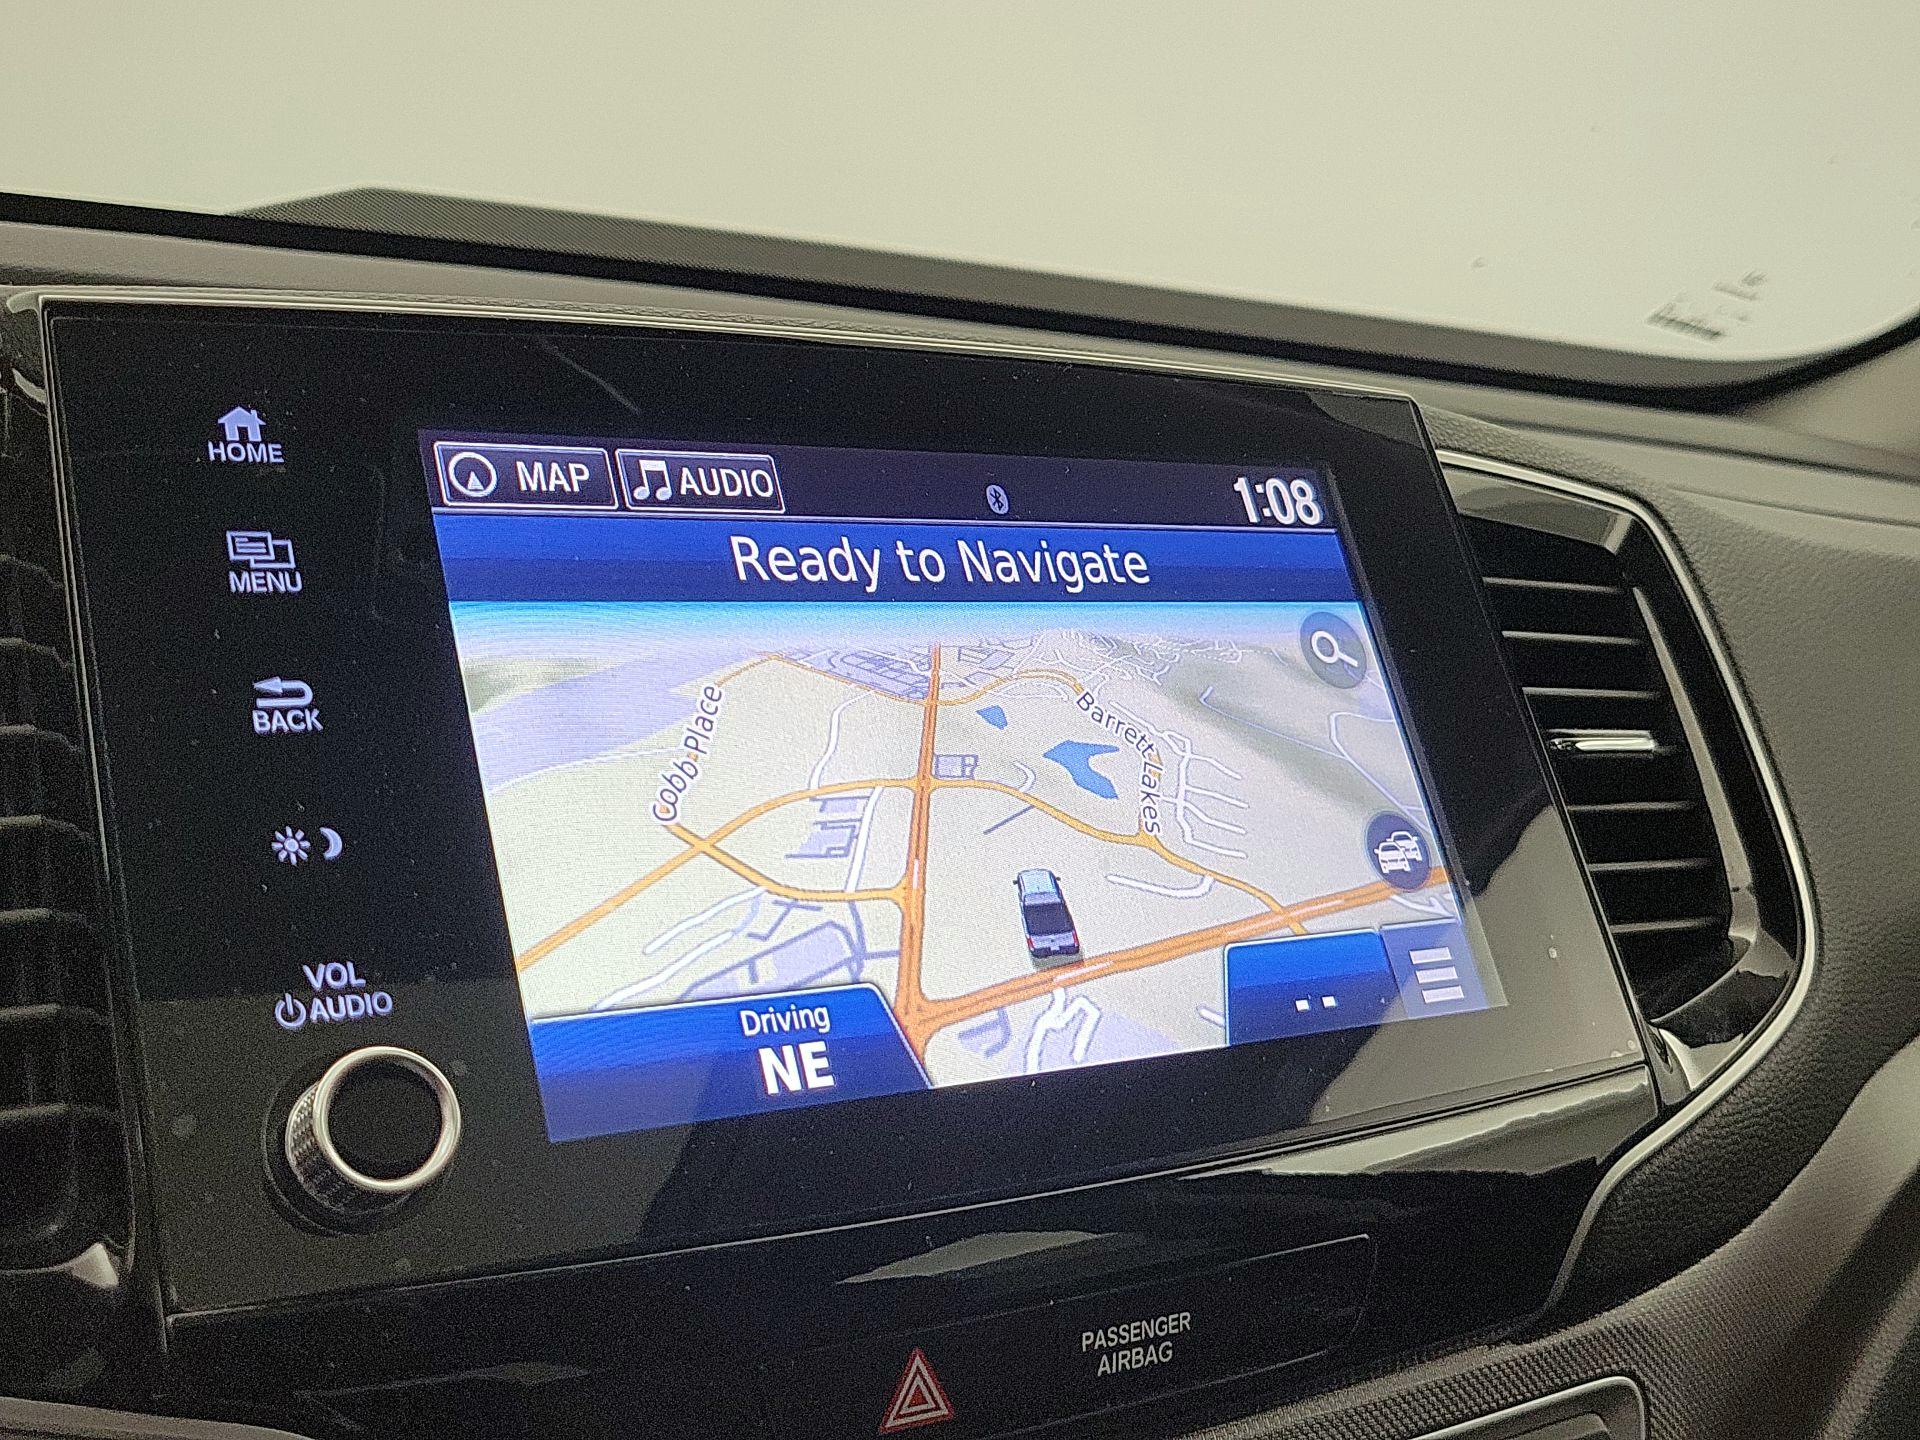 HOME
MENU
BACK
VOL
AUDIO
MAP
AUDIO
1:08
Ready to Navigate
Cobb Place
Barrett Lakes
Driving
NE
--
PASSENGER
AIRBAG